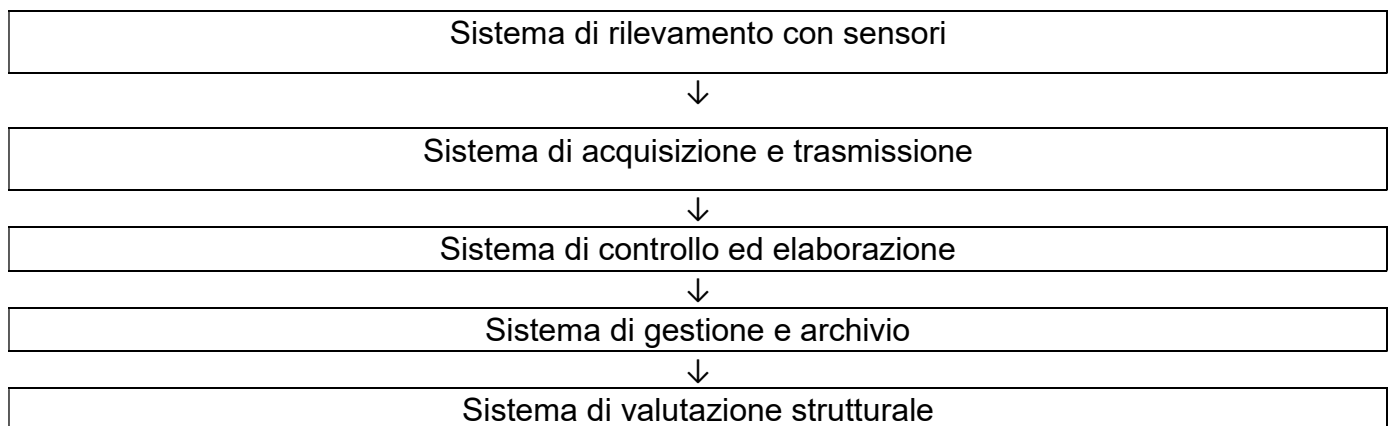 Sistema di rilevamento con sensori
↓
Sistema di acquisizione e trasmissione
↓
Sistema di controllo ed elaborazione
↓
Sistema di gestione e archivio
↓
Sistema di valutazione strutturale